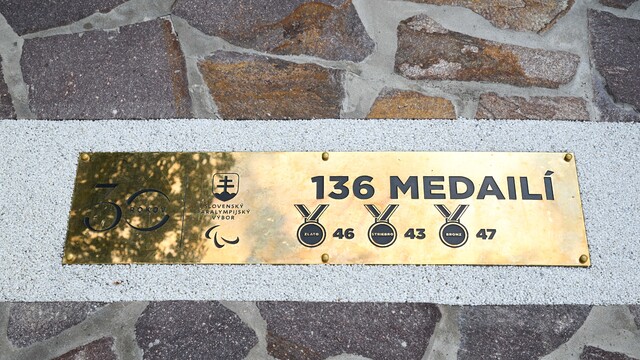 30
SLOVENSKÝ
PARALYMPIJSKÝ
VÝBOR
136 MEDAILÍ
ZLATO 46 STRIEBRO 43 BRONZ 47